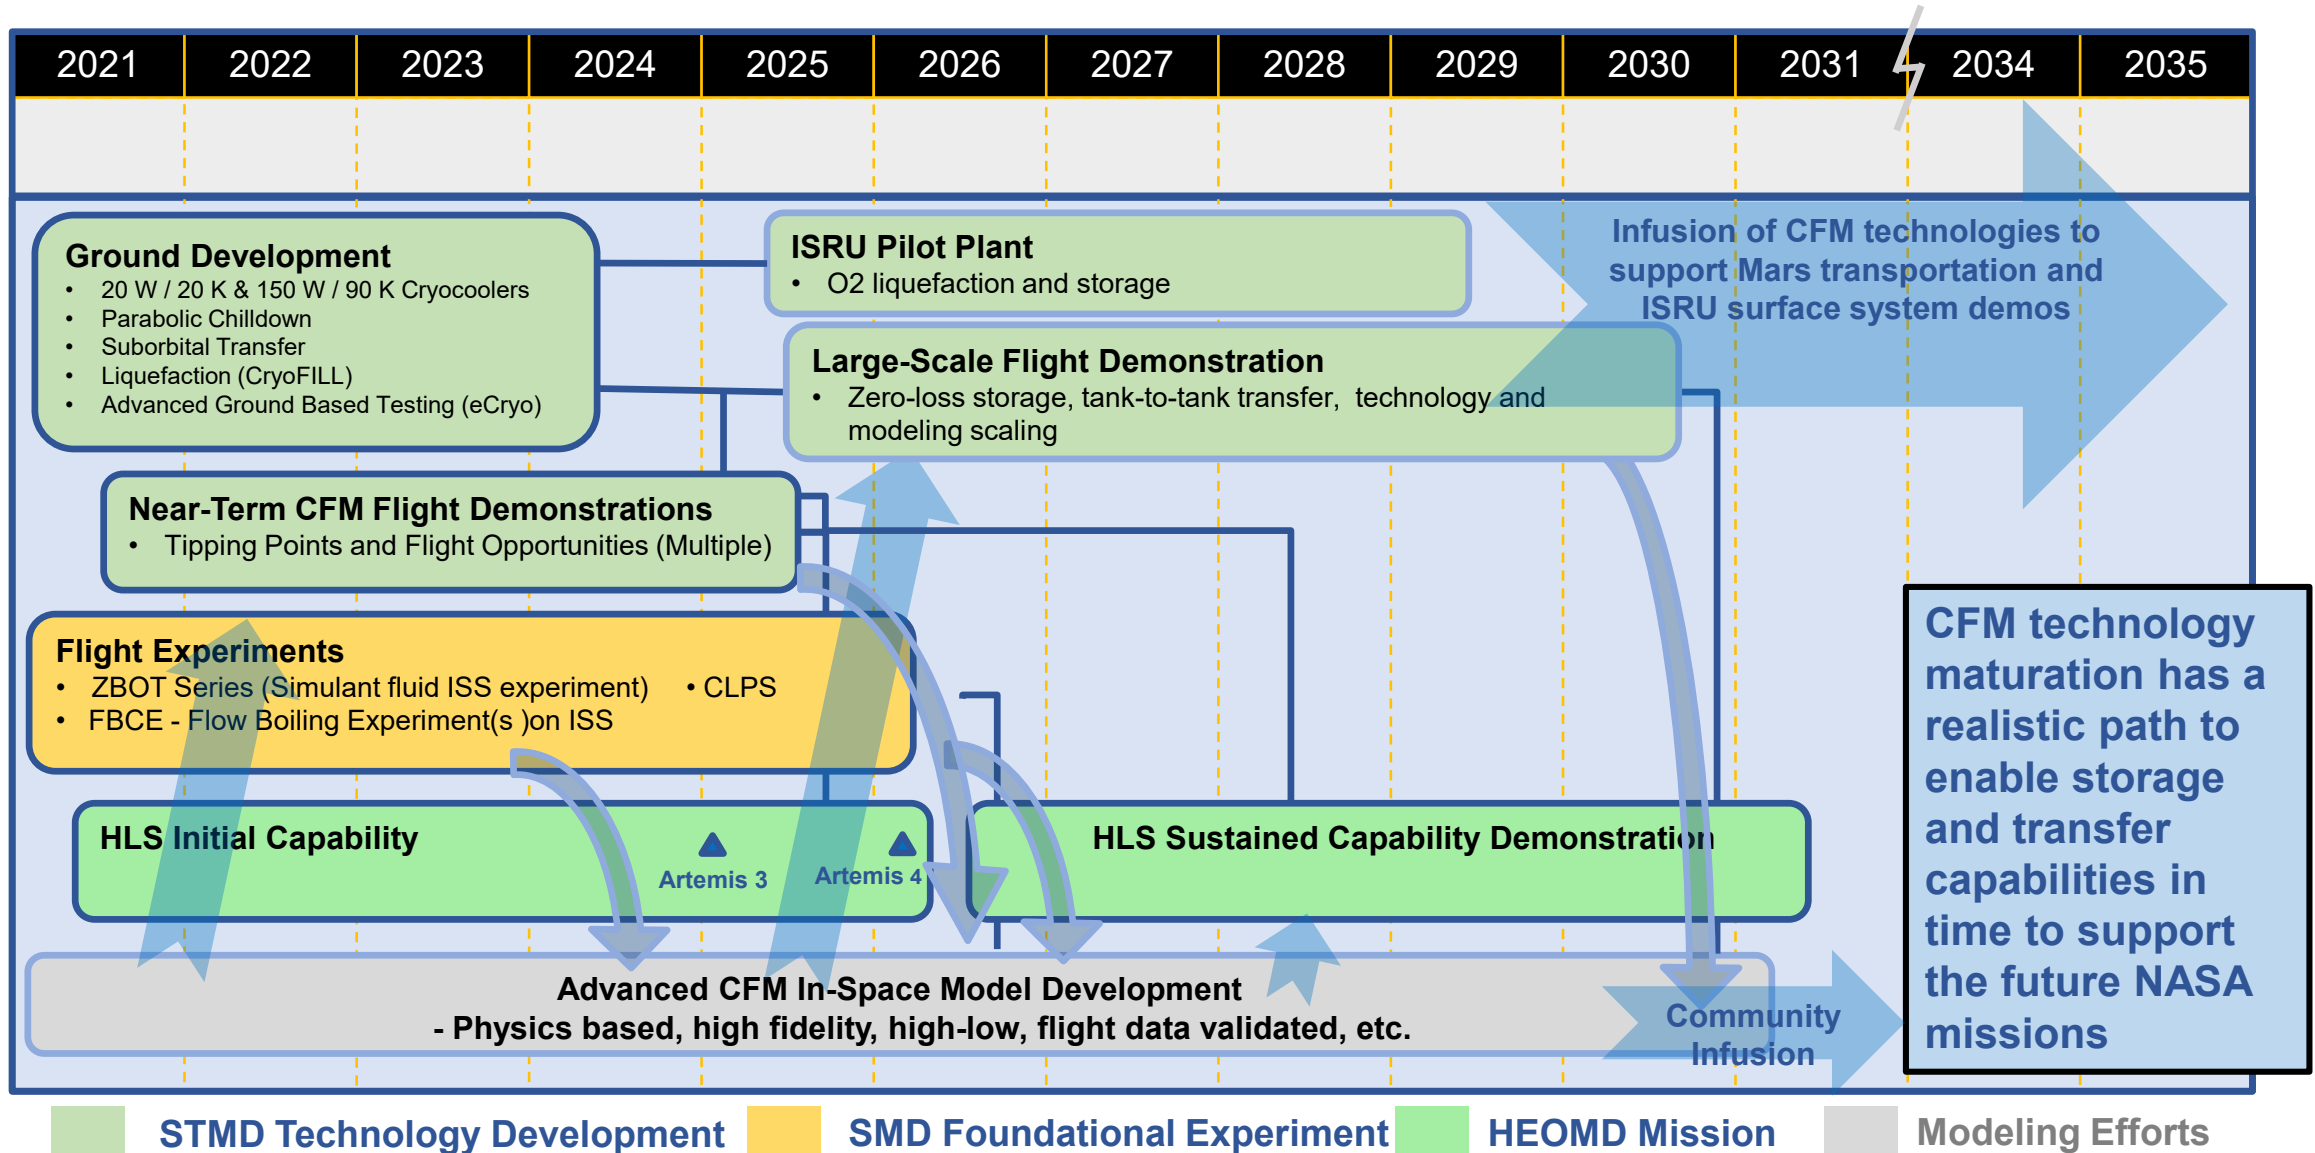 2021 2022 2023 2024 2025 2026 2027 2028 2029 2030 2031 2034 2035
Ground Development
• 20 W / 20 K & 150 W / 90 K Cryocoolers
• Parabolic Chilldown
• Suborbital Transfer
• Liquefaction (CryoFILL)
• Advanced Ground Based Testing (eCryo)
ISRU Pilot Plant
• O2 liquefaction and storage
Infusion of CFM technologies to
support Mars transportation and
ISRU surface system demos
Large-Scale Flight Demonstration
• Zero-loss storage, tank-to-tank transfer, technology and
modeling scaling
Near-Term CFM Flight Demonstrations
• Tipping Points and Flight Opportunities (Multiple)
Flight Experiments
• ZBOT Series (Simulant fluid ISS experiment) • CLPS
• FBCE - Flow Boiling Experiment(s )on ISS
HLS Initial Capability
Artemis 3
Artemis 4
HLS Sustained Capability Demonstration
Advanced CFM In-Space Model Development
- Physics based, high fidelity, high-low, flight data validated, etc.
Community
Infusion
CFM technology
maturation has a
realistic path to
enable storage
and transfer
capabilities in
time to support
the future NASA
missions
STMD Technology Development
SMD Foundational Experiment
HEOMD Mission
Modeling Efforts